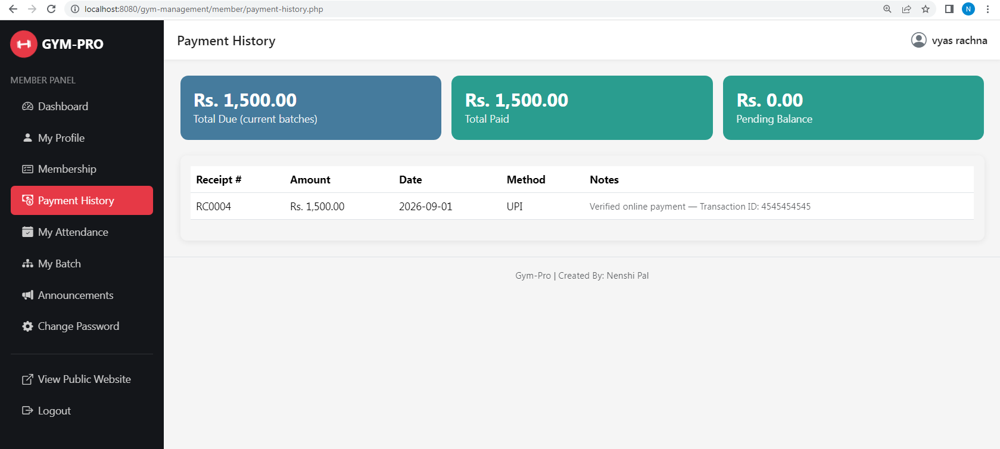 localhost:8080/gym-management/member/payment-history.php
N
GYM-PRO
MEMBER PANEL
Dashboard
My Profile
Membership
Payment History
My Attendance
My Batch
Announcements
Change Password
View Public Website
Logout
Payment History
vyas rachna
Rs. 1,500.00
Total Due (current batches)
Rs. 1,500.00
Total Paid
Rs. 0.00
Pending Balance
Receipt # Amount Date Method Notes
RC0004 Rs. 1,500.00 2026-09-01 UPI Verified online payment — Transaction ID: 4545454545
Gym-Pro | Created By: Nenshi Pal